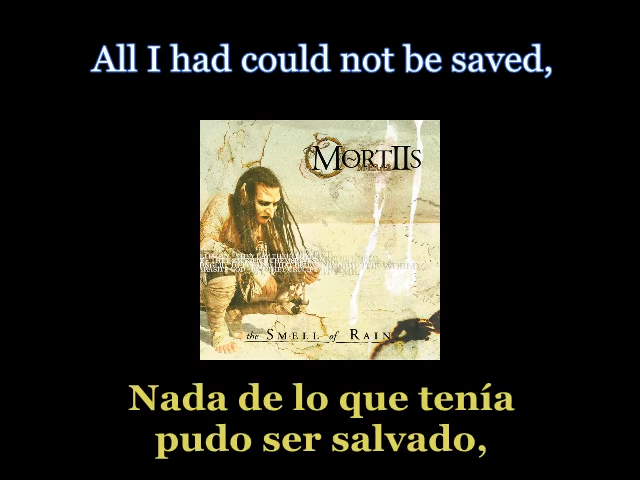 All I had could not be saved,
MORTIIS
the SMELL of RAIN
Nada de lo que tenía
pudo ser salvado,